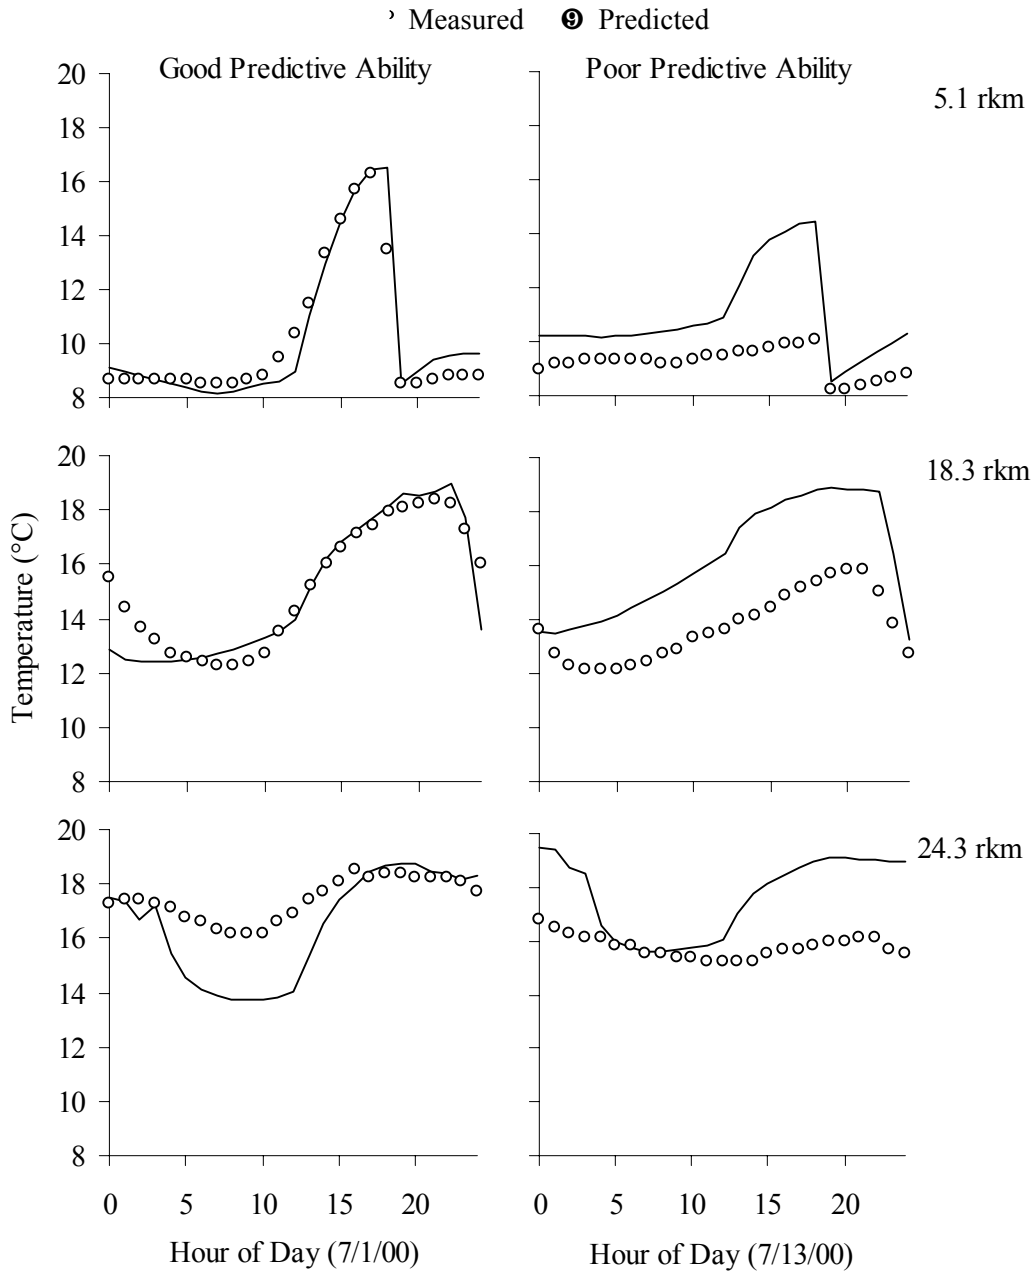 Measured ❾ Predicted
Good Predictive Ability
Poor Predictive Ability
5.1 rkm
20
18
16
14
12
10
8
18.3 rkm
20
18
16
14
12
10
8
Temperature (°C)
24.3 rkm
20
18
16
14
12
10
8
0 5 10 15 20
0 5 10 15 20
Hour of Day (7/1/00)
Hour of Day (7/13/00)